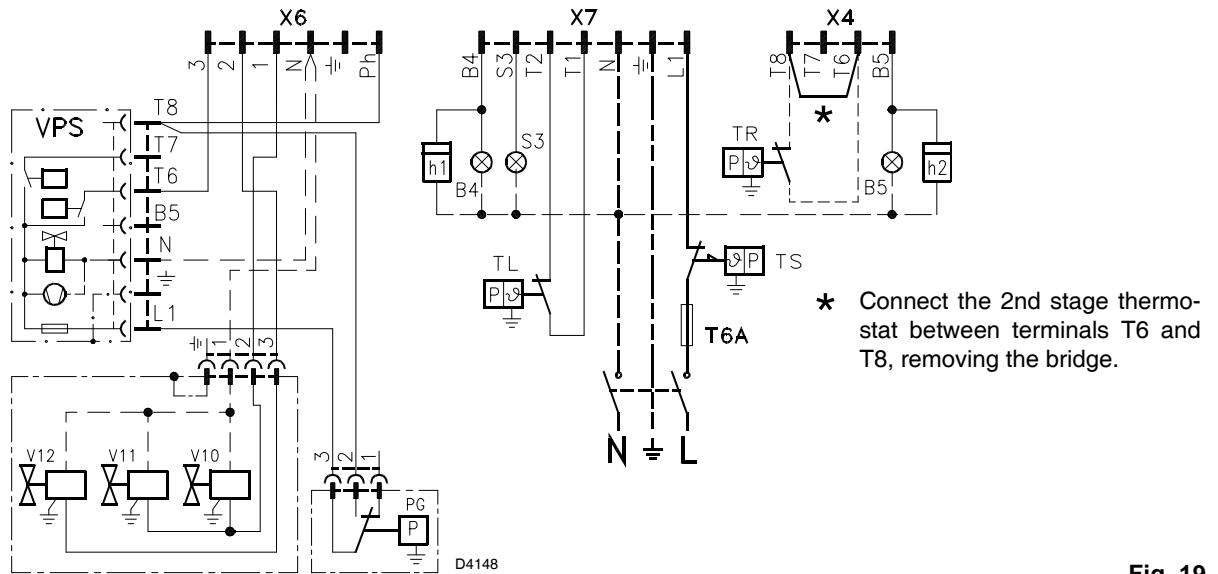 X6
X7
X4
3
2
1
N
Ph
B4
S3
T2
T1
N
L1
T8
T7
T6
B5
VPS
T8
T7
T6
B5
N
L1
h1
B4
S3
TR
P ϑ
B5
h2
TL
P ϑ
ϑ P
TS
T6A
★ Connect the 2nd stage thermo-
stat between terminals T6 and
T8, removing the bridge.
1
2
3
N
L
V12
V11
V10
3
2
1
PG
P
D4148
Fig. 19